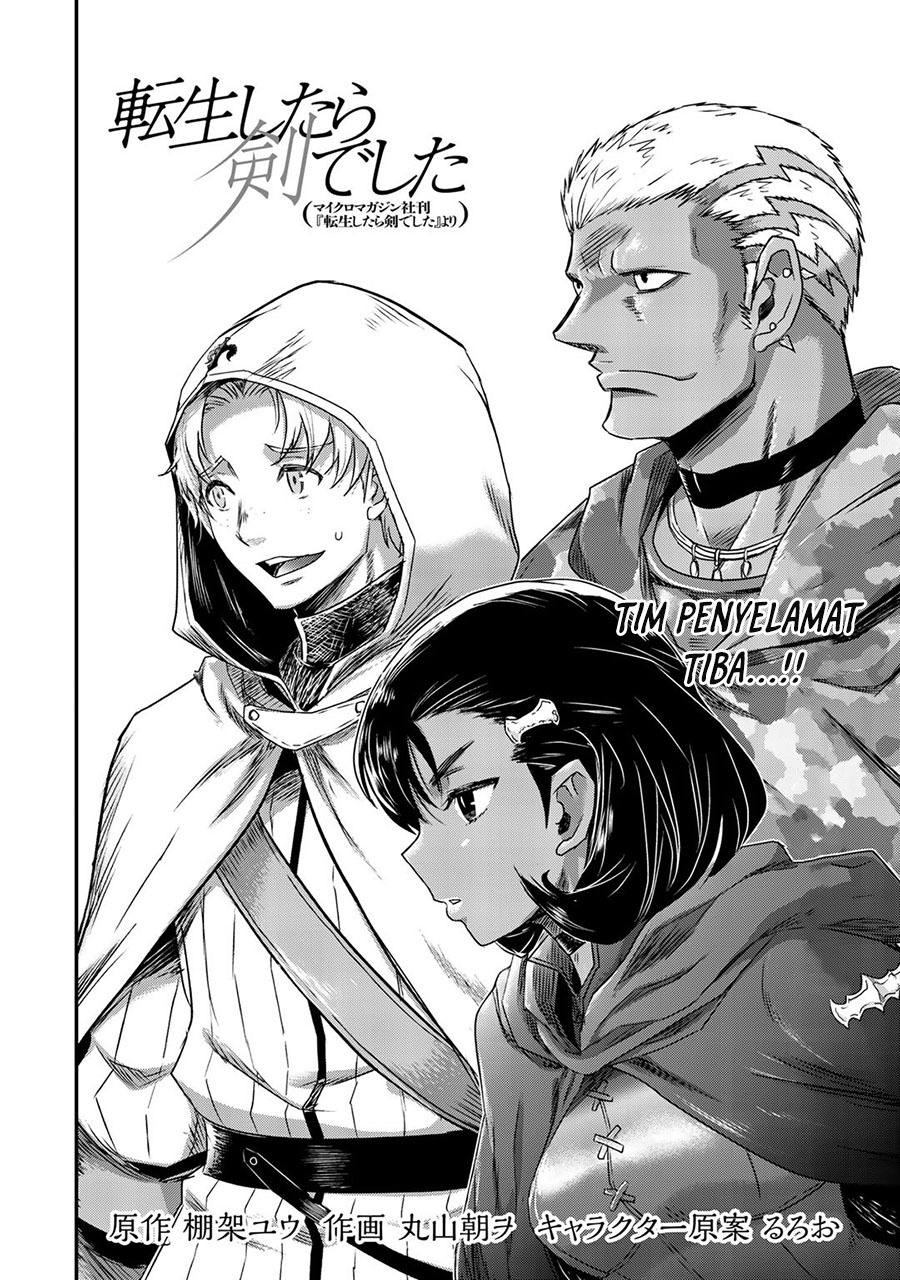 転生したら
剣でした
(マイクロマガジン社刊
『転生したら剣でした』より)
TIM PENYELAMAT
TIBA...!!
原作 棚架ユウ 作画 丸山朝ヲ キャラクター原案 るろお